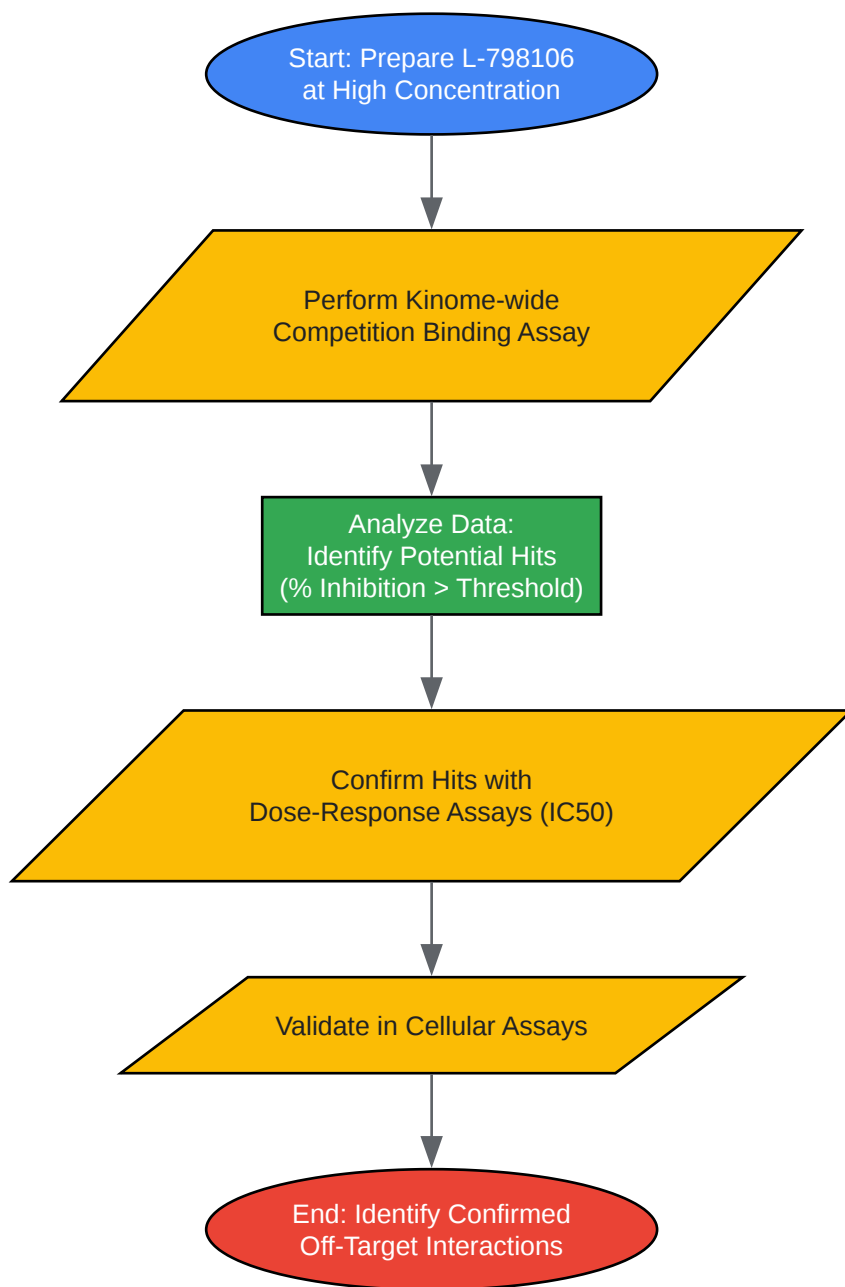 Start: Prepare L-798106
at High Concentration
Perform Kinome-wide
Competition Binding Assay
Analyze Data:
Identify Potential Hits
(% Inhibition > Threshold)
Confirm Hits with
Dose-Response Assays (IC50)
Validate in Cellular Assays
End: Identify Confirmed
Off-Target Interactions